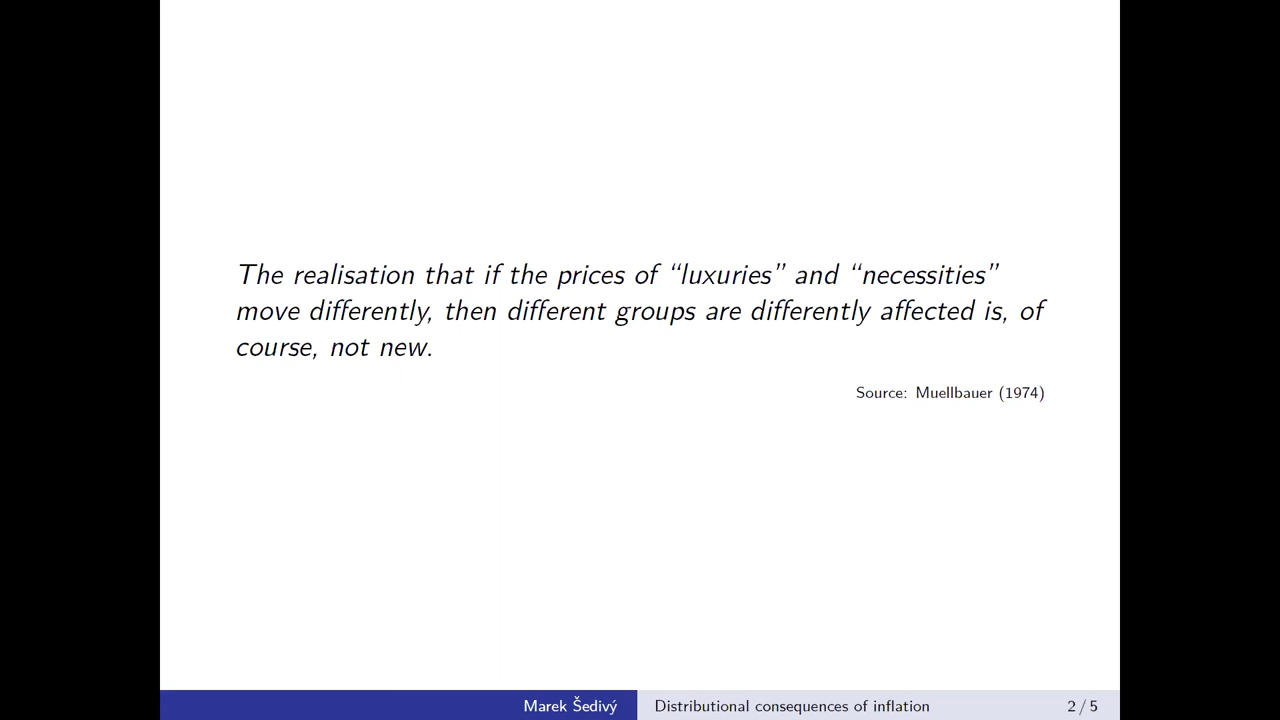 The realisation that if the prices of “luxuries” and “necessities”
move differently, then different groups are differently affected is, of
course, not new.
Source: Muellbauer (1974)
Marek Šedivý
Distributional consequences of inflation
2 / 5